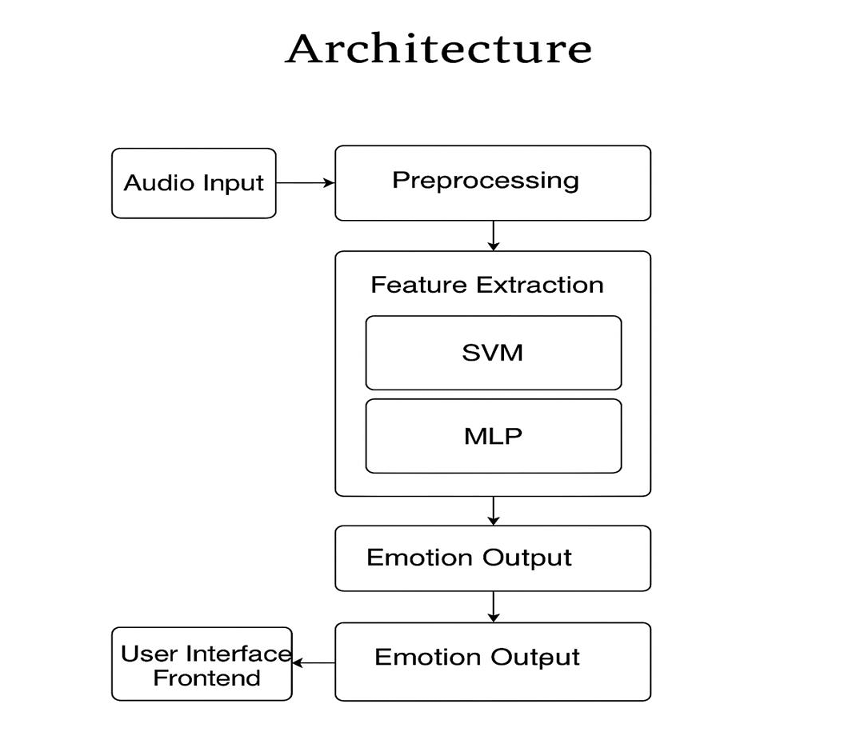 Architecture
Audio Input
Preprocessing
Feature Extraction
SVM
MLP
Emotion Output
Emotion Output
User Interface
Frontend